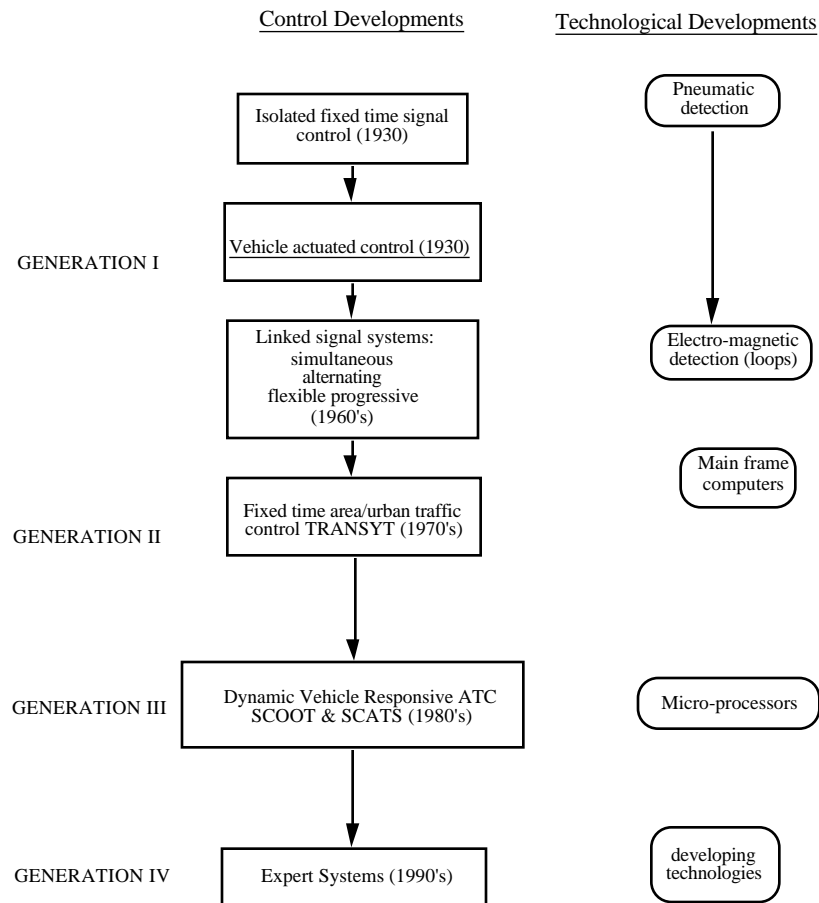 Control Developments
Technological Developments
Isolated fixed time signal
control (1930)
Pneumatic
detection
GENERATION I
Vehicle actuated control (1930)
Linked signal systems:
simultaneous
alternating
flexible progressive
(1960's)
Electro-magnetic
detection (loops)
Main frame
computers
GENERATION II
Fixed time area/urban traffic
control TRANSYT (1970's)
GENERATION III
Dynamic Vehicle Responsive ATC
SCOOT & SCATS (1980's)
Micro-processors
GENERATION IV
Expert Systems (1990's)
developing
technologies